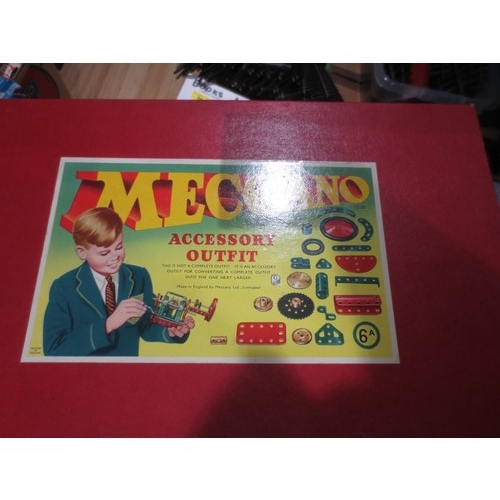 BOOKS
MECCANO
ACCESSORY
OUTFIT
THIS IS NOT A COMPLETE OUTFIT. IT IS AN ACCESSORY
OUTFIT FOR CONVERTING A COMPLETE OUTFIT
INTO THE ONE NEXT LARGER
Made in England by Meccano Ltd., Liverpool
6A